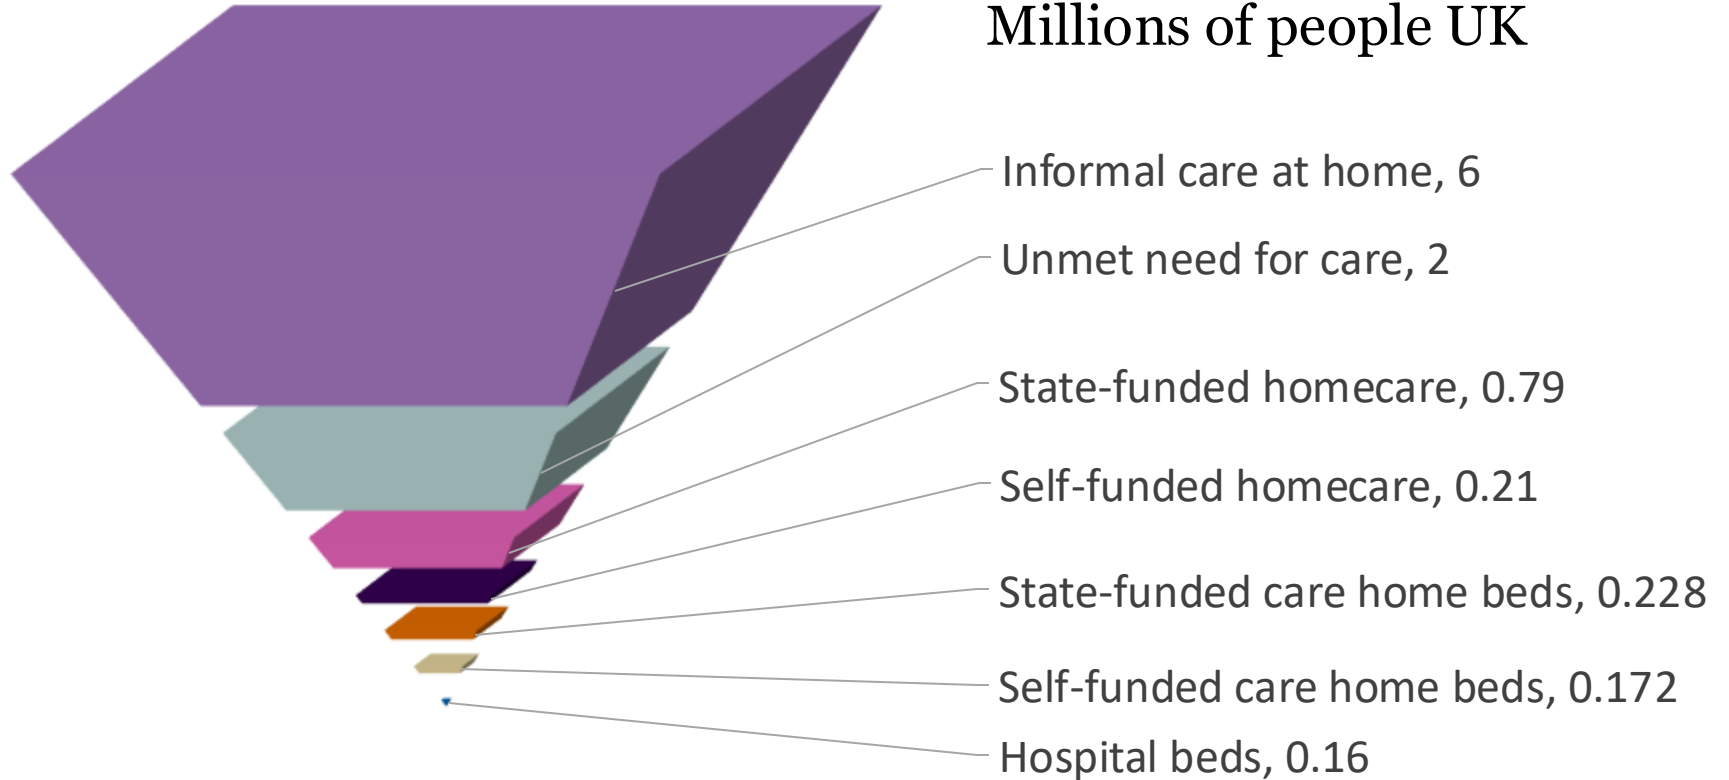 Millions of people UK
Informal care at home, 6
Unmet need for care, 2
State-funded homecare, 0.79
Self-funded homecare, 0.21
State-funded care home beds, 0.228
Self-funded care home beds, 0.172
Hospital beds, 0.16